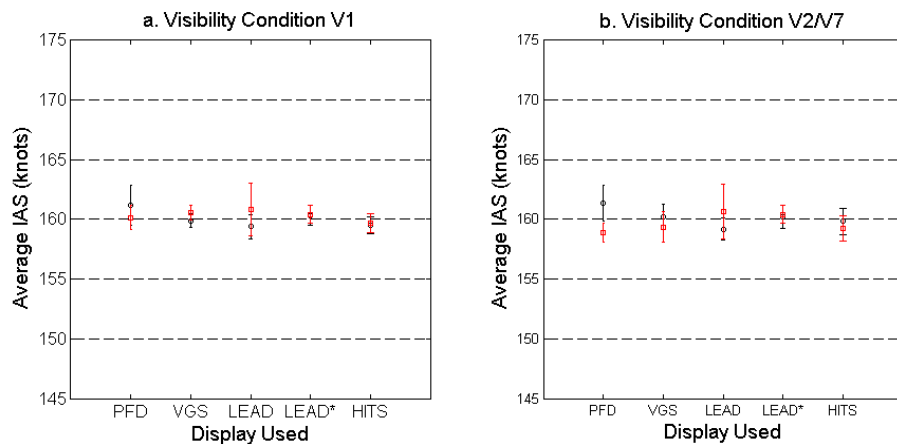 a. Visibility Condition V1
175
170
165
160
155
150
145
Average IAS (knots)
PFD VGS LEAD LEAD* HITS
Display Used
b. Visibility Condition V2/V7
175
170
165
160
155
150
145
Average IAS (knots)
PFD VGS LEAD LEAD* HITS
Display Used